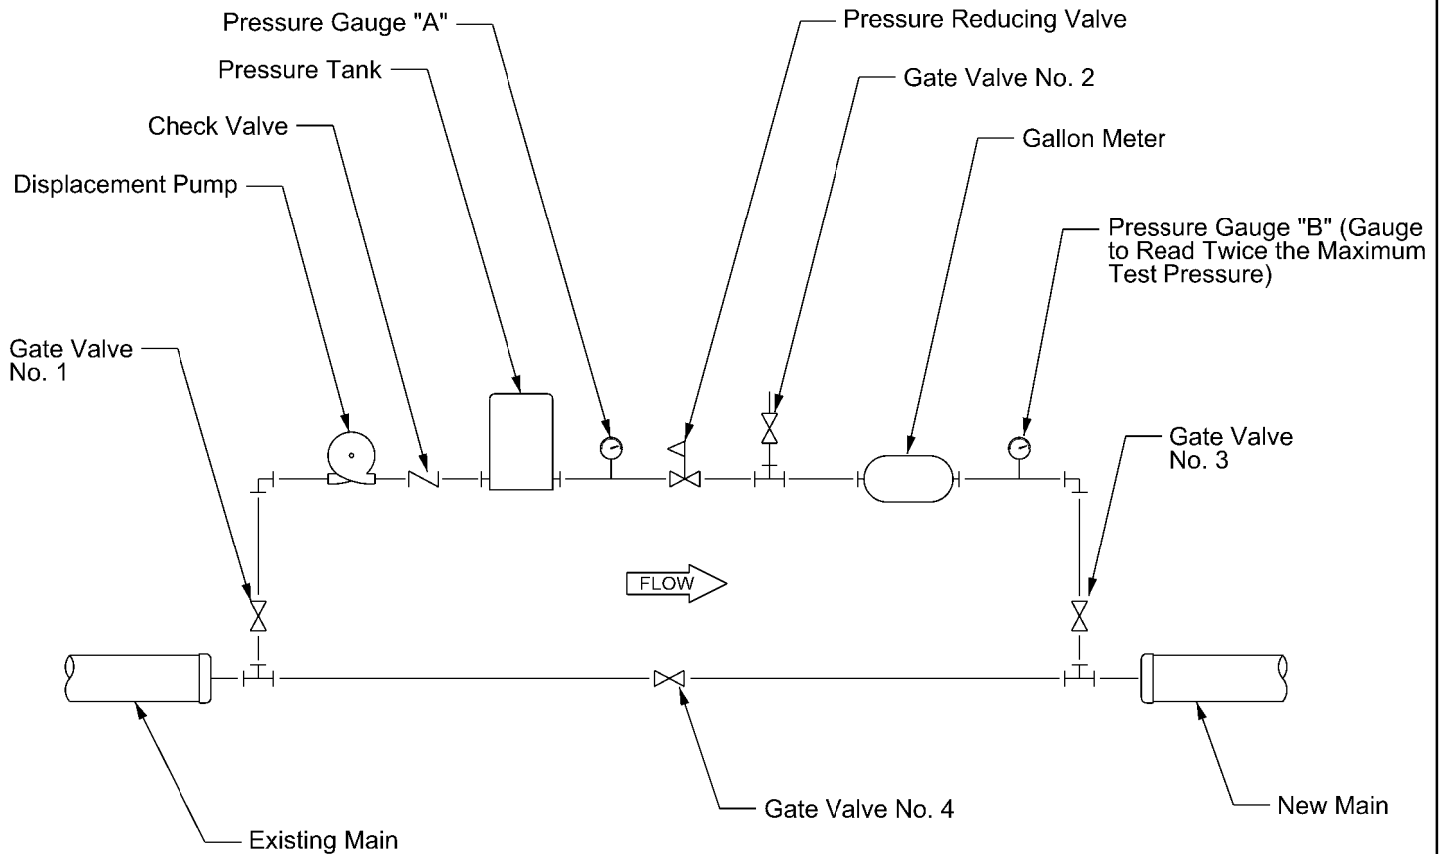 Pressure Gauge "A"
Pressure Reducing Valve
Pressure Tank
Gate Valve No. 2
Check Valve
Gallon Meter
Displacement Pump
Pressure Gauge "B" (Gauge
to Read Twice the Maximum
Test Pressure)
Gate Valve
No. 1
Gate Valve
No. 3
FLOW
Gate Valve No. 4
New Main
Existing Main